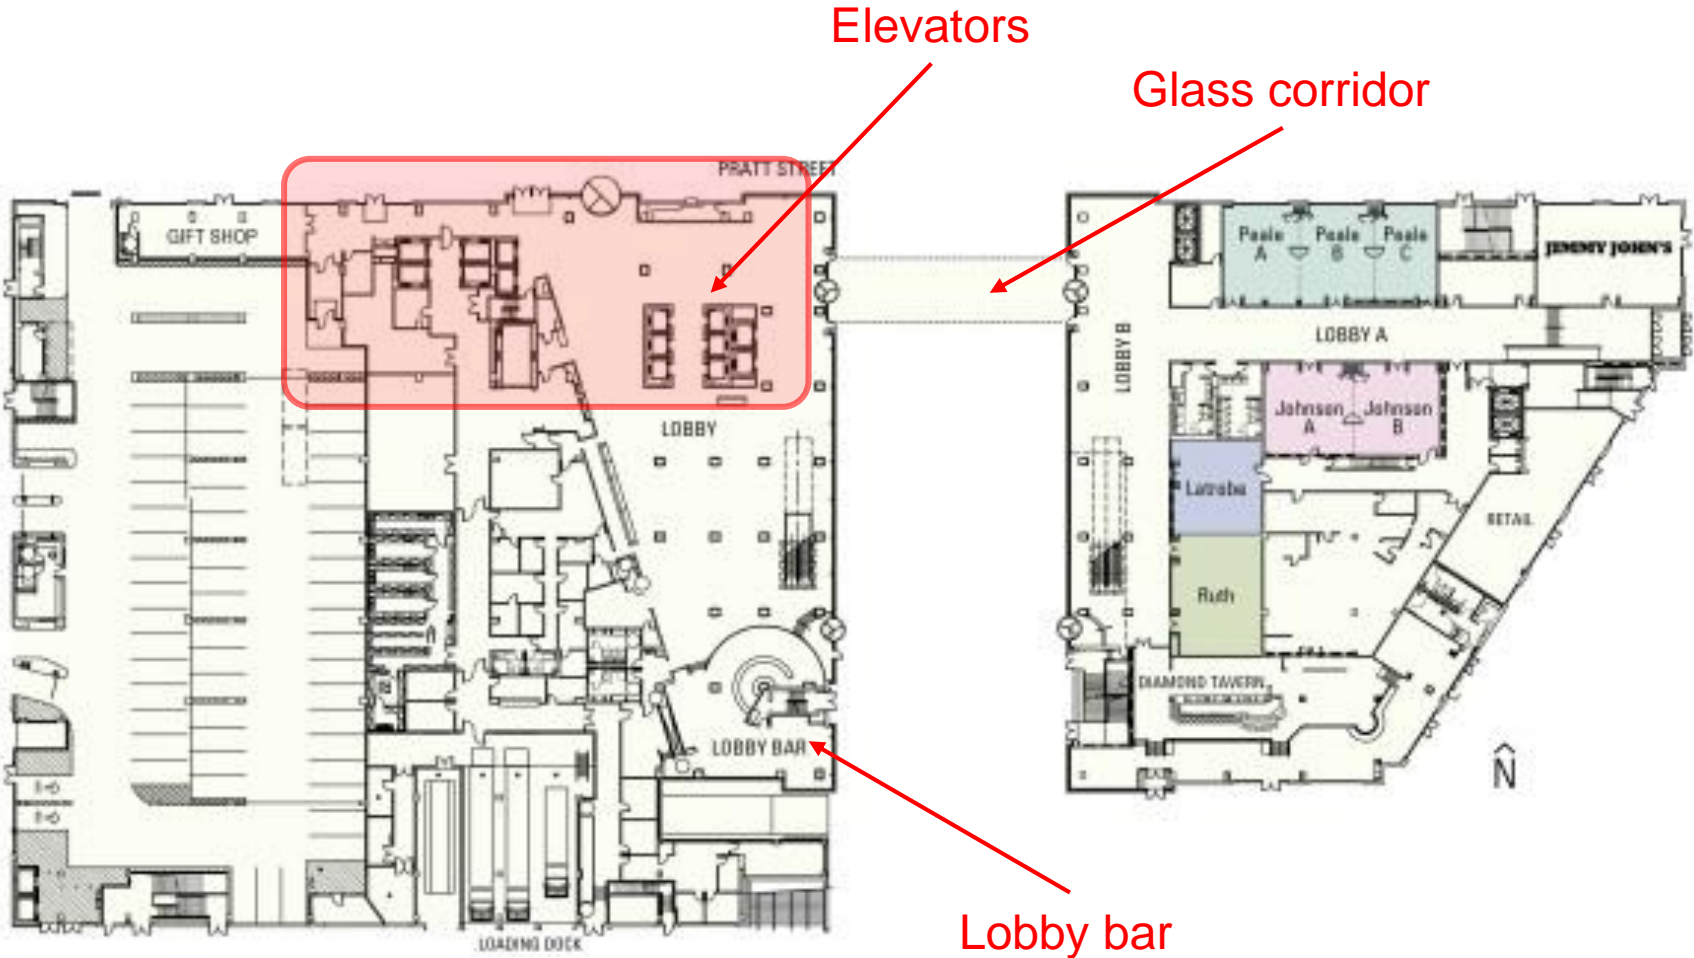 Elevators
Glass corridor
PRATT STREET
GIFT SHOP
Peale
A
Peale
B
Peale
C
JIMMY JOHN'S
LOBBY A
LOBBY B
Johnson
A
Johnson
B
LOBBY
Latrobe
RETAIL
Ruth
DIAMOND TAVERN
LOBBY BAR
N
Lobby bar
LOADING DOCK